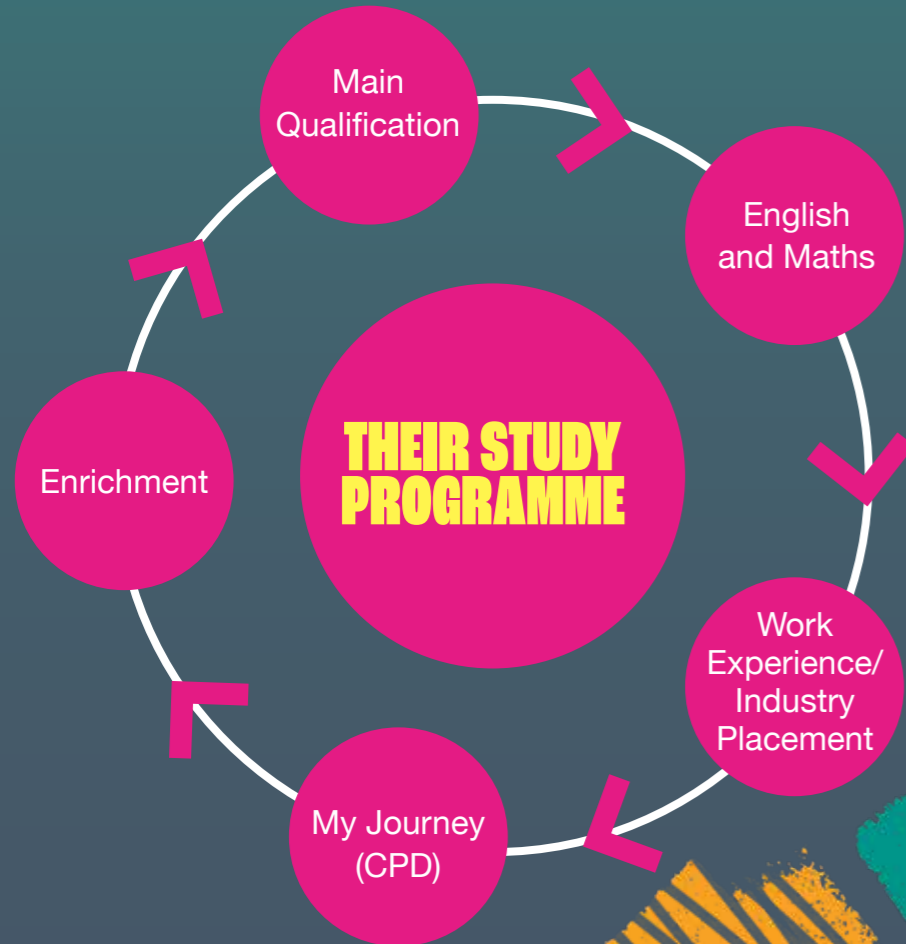 Main
Qualification
English
and Maths
THEIR STUDY
PROGRAMME
Enrichment
Work
Experience/
Industry
Placement
My Journey
(CPD)